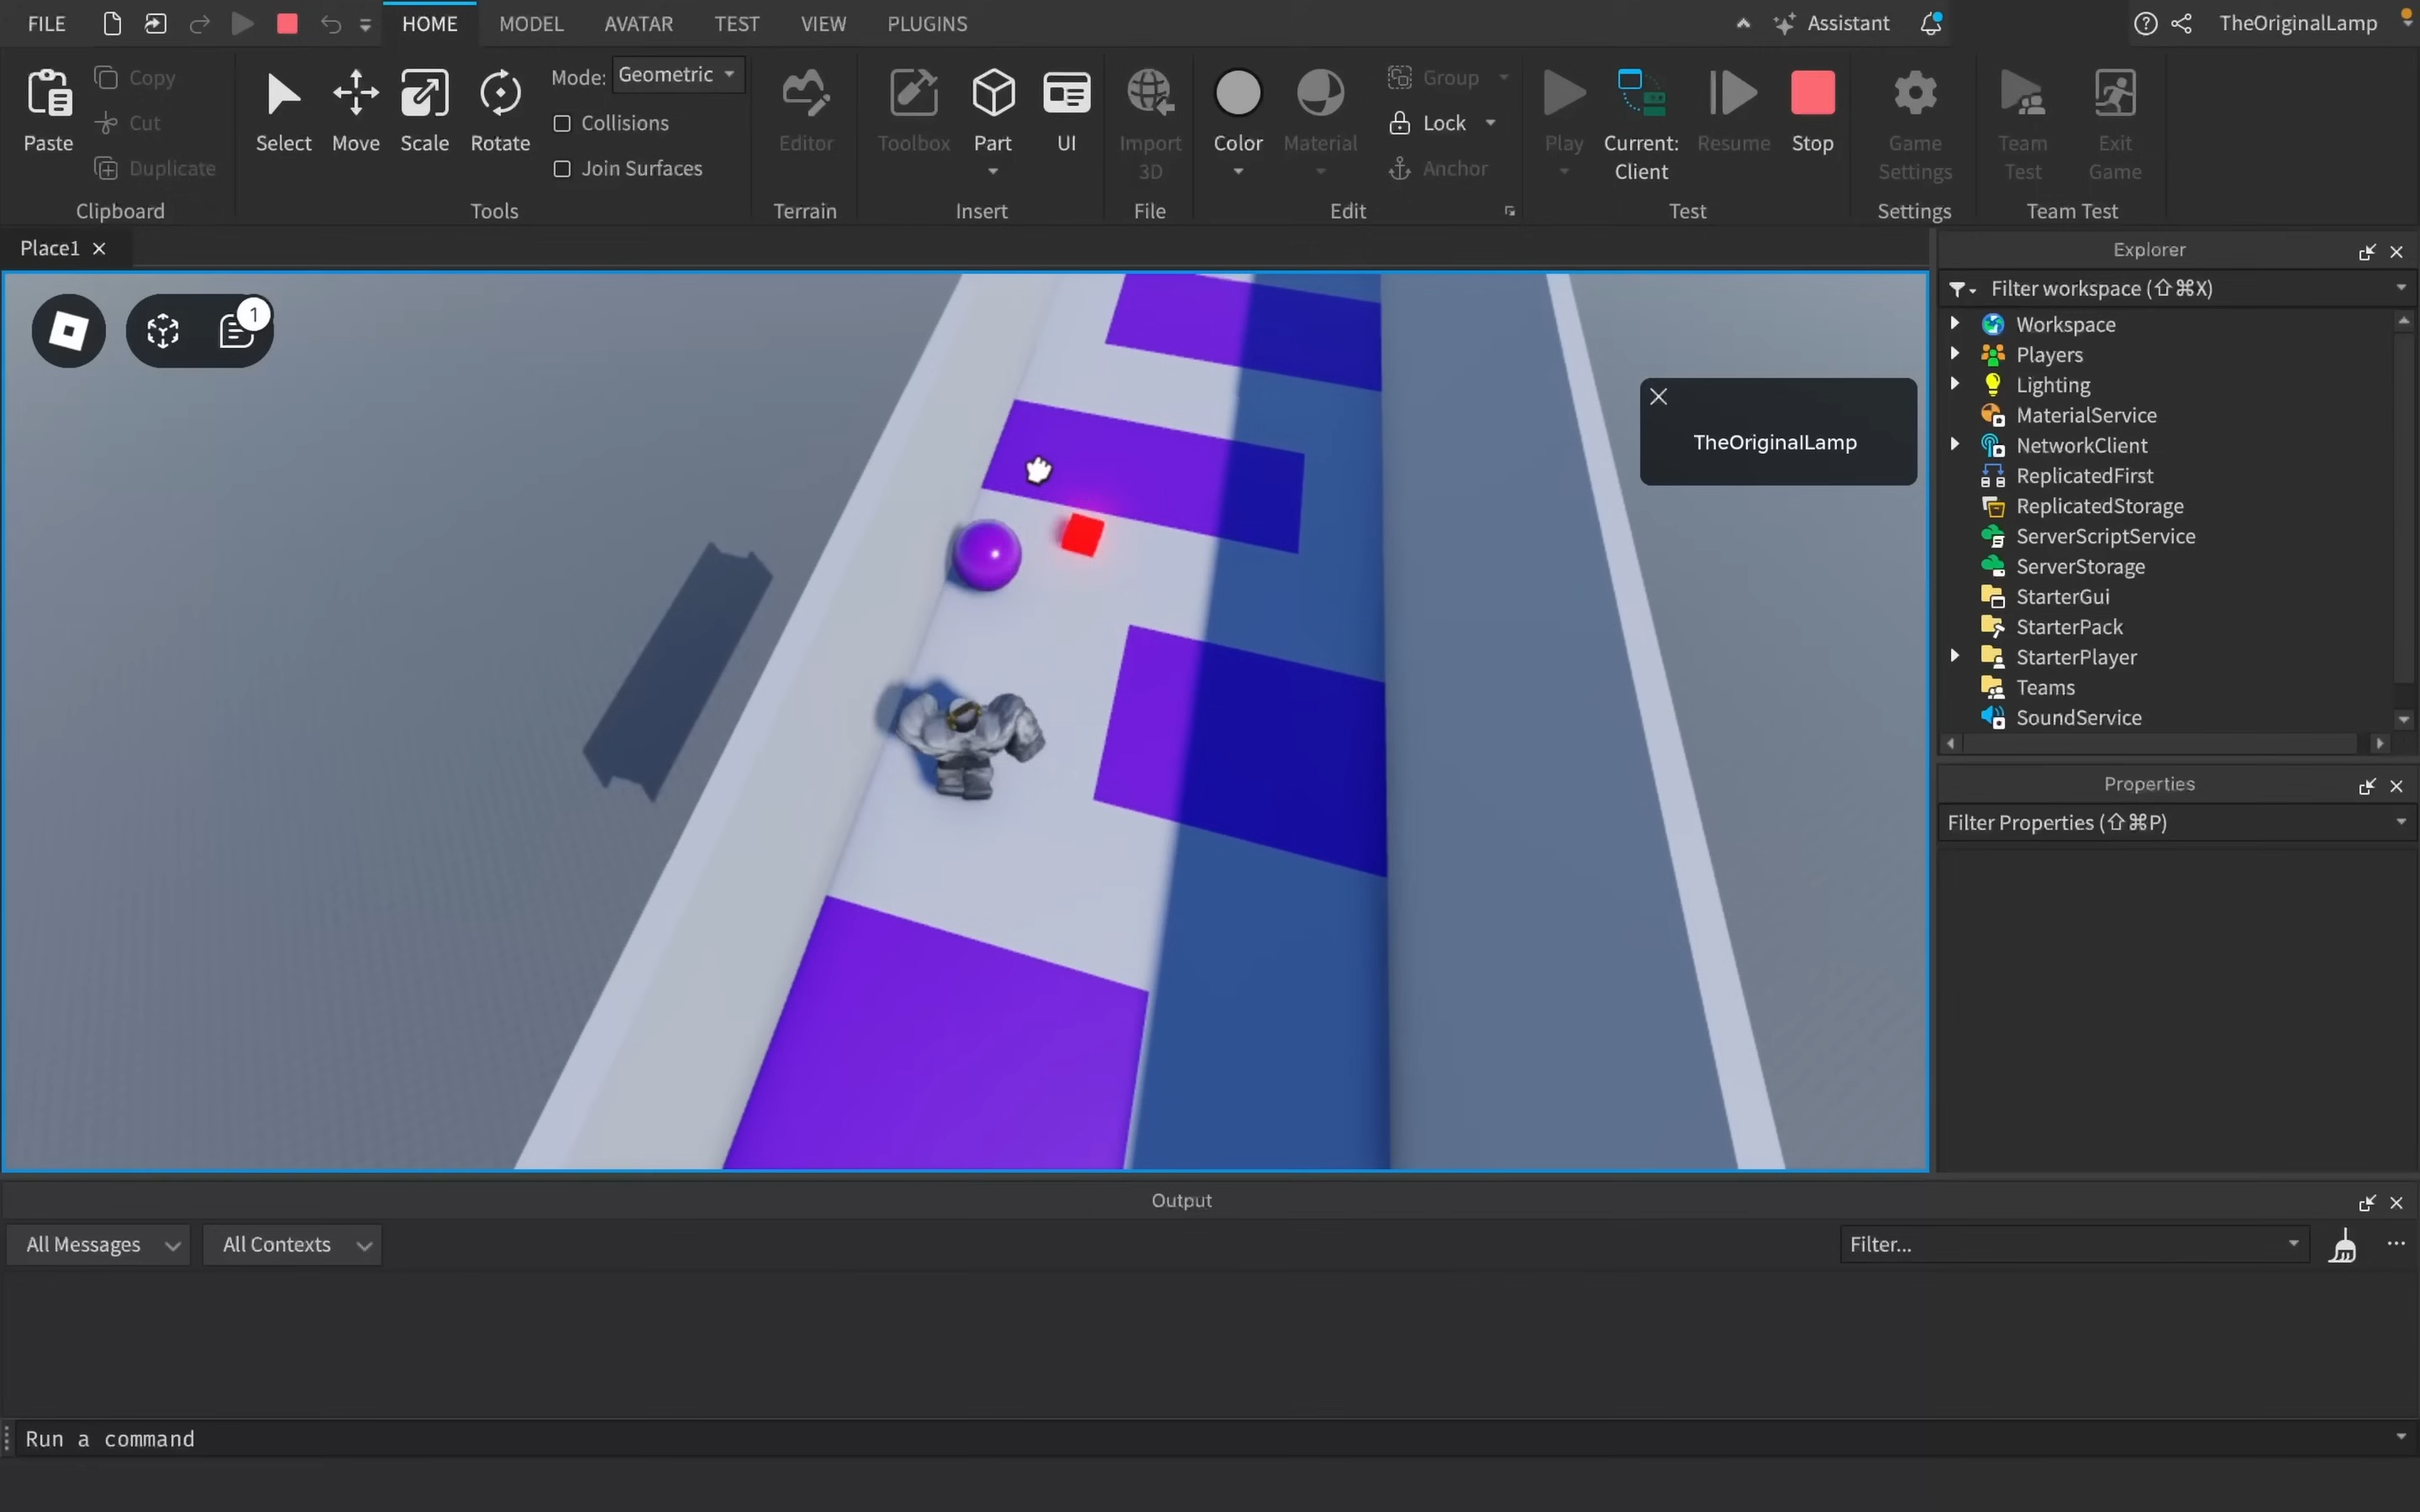 FILE
HOME
MODEL
AVATAR
TEST
VIEW
PLUGINS
Assistant
TheOriginalLamp
Paste
Copy
Cut
Duplicate
Clipboard
Select
Move
Scale
Rotate
Mode: Geometric
Collisions
Join Surfaces
Tools
Editor
Terrain
Toolbox
Part
UI
Insert
Import
3D
File
Color
Material
Group
Lock
Anchor
Edit
Play
Current:
Client
Resume
Stop
Test
Game
Settings
Settings
Team
Test
Exit
Game
Team Test
Place1
1
TheOriginalLamp
Explorer
Filter workspace (⇧⌘X)
Workspace
Players
Lighting
MaterialService
NetworkClient
ReplicatedFirst
ReplicatedStorage
ServerScriptService
ServerStorage
StarterGui
StarterPack
StarterPlayer
Teams
SoundService
Properties
Filter Properties (⇧⌘P)
Output
All Messages
All Contexts
Filter...
Run a command